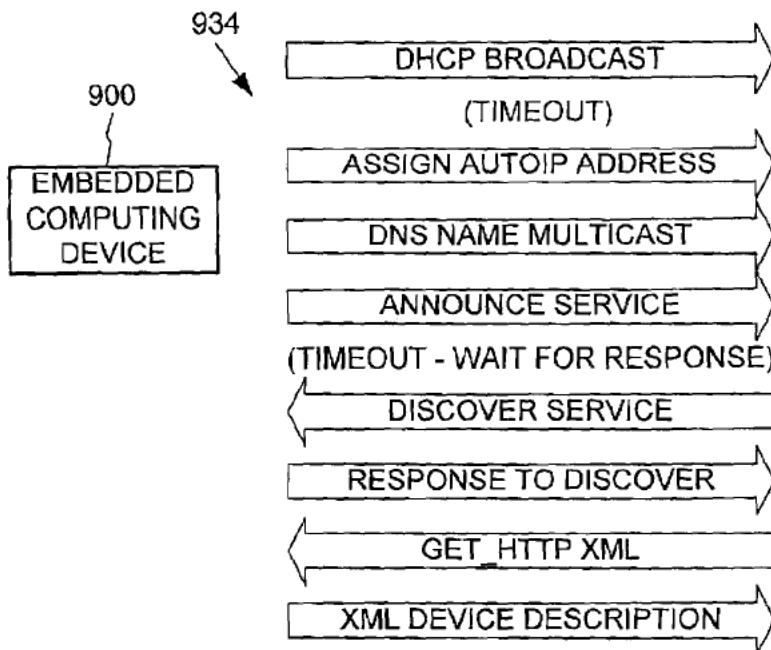 934
DHCP BROADCAST
900
(TIMEOUT)
ASSIGN AUTOIP ADDRESS
EMBEDDED
COMPUTING
DEVICE
DNS NAME MULTICAST
ANNOUNCE SERVICE
(TIMEOUT - WAIT FOR RESPONSE)
DISCOVER SERVICE
RESPONSE TO DISCOVER
GET_HTTP XML
XML DEVICE DESCRIPTION